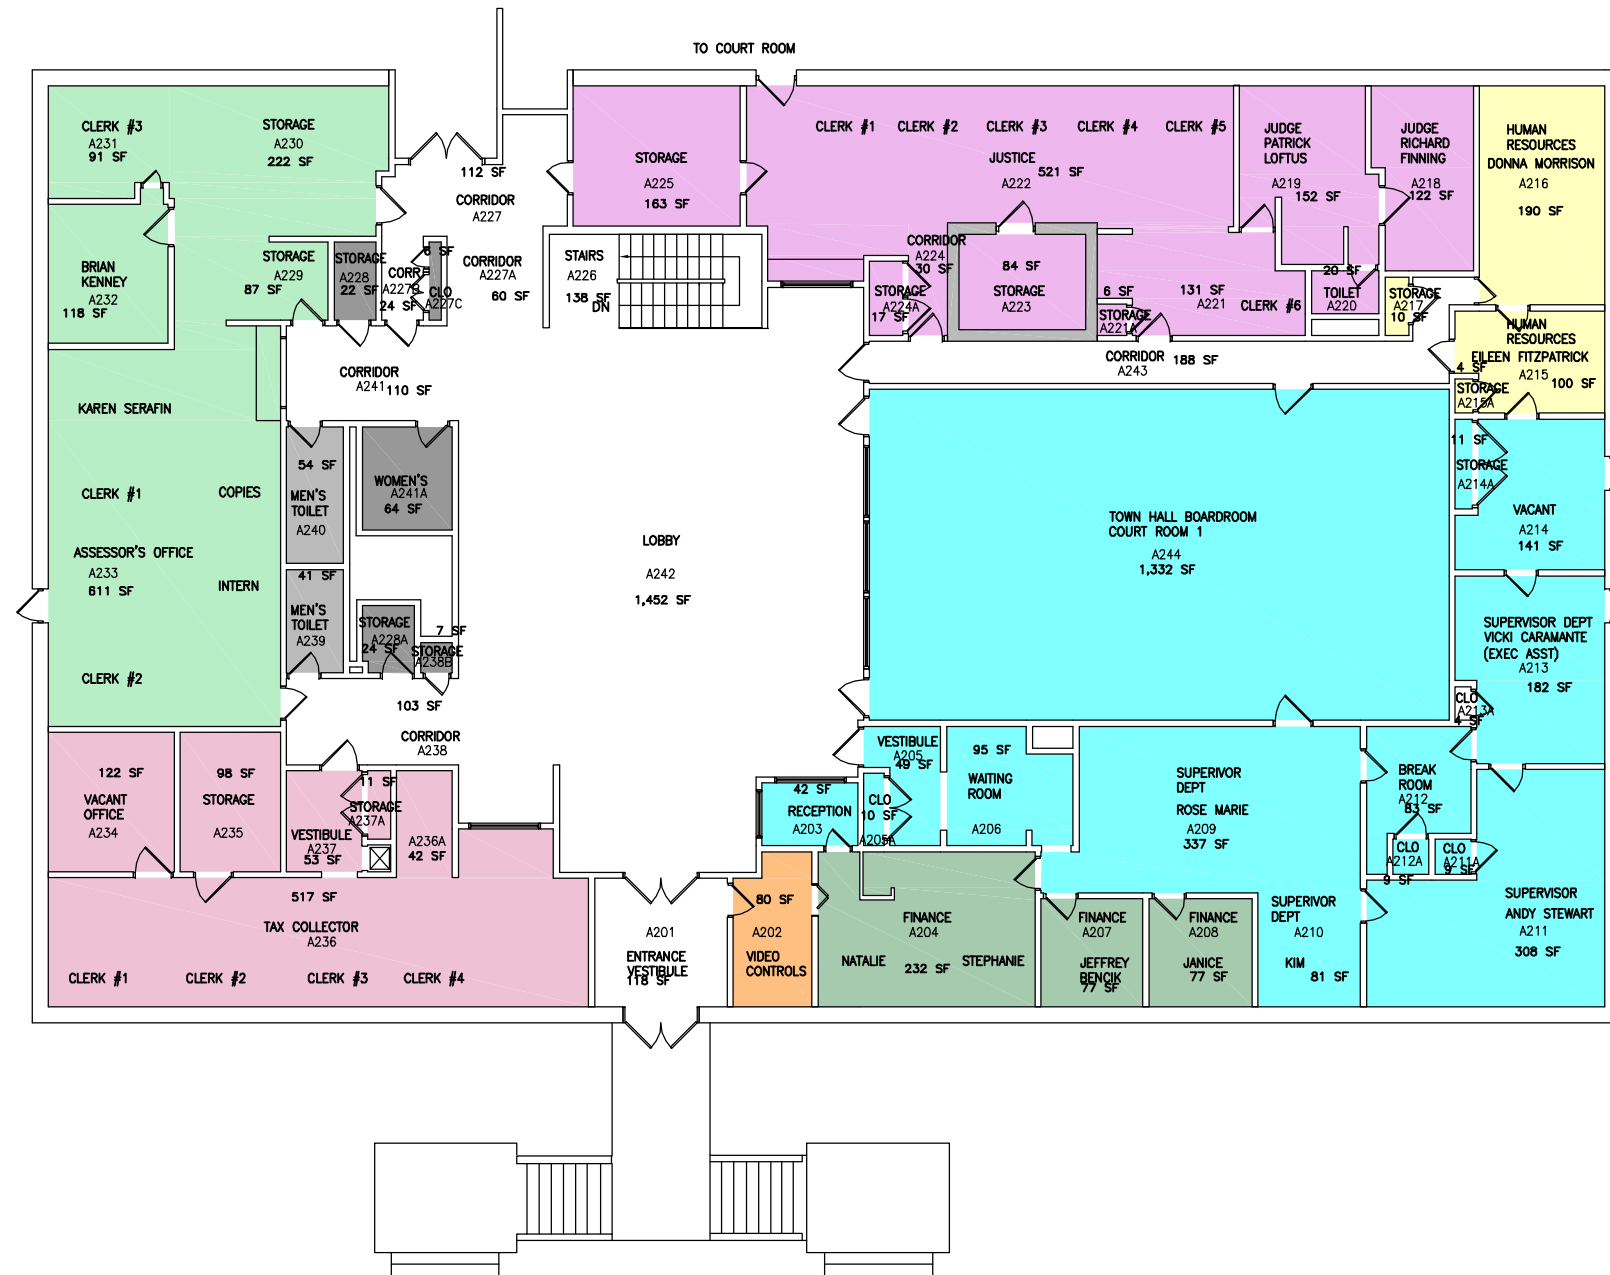 TO COURT ROOM
CLERK #3
A231
91 SF
STORAGE
A230
222 SF
112 SF
CORRIDOR
A227
STORAGE
A225
163 SF
CLERK #1
CLERK #2
CLERK #3
CLERK #4
CLERK #5
JUSTICE
A222
521 SF
JUDGE
PATRICK
LOFTUS
A219
152 SF
JUDGE
RICHARD
FINNING
A218
122 SF
HUMAN
RESOURCES
DONNA MORRISON
A216
190 SF
BRIAN
KENNEY
A232
118 SF
STORAGE
A229
87 SF
STORAGE
A228
22 SF
CORR
A227B
24 SF
6 SF
CLO
A227C
CORRIDOR
A227A
60 SF
STAIRS
A226
138 SF
DN
CORRIDOR
A224
30 SF
STORAGE
A224A
17 SF
84 SF
STORAGE
A223
6 SF
STORAGE
A221A
131 SF
A221
CLERK #6
20 SF
TOILET
A220
STORAGE
A217
10 SF
HUMAN
RESOURCES
EILEEN FITZPATRICK
A215
100 SF
4 SF
STORAGE
A215A
CORRIDOR
A241
110 SF
CORRIDOR
A243
188 SF
KAREN SERAFIN
CLERK #1
COPIES
ASSESSOR'S OFFICE
A233
611 SF
INTERN
CLERK #2
54 SF
MEN'S
TOILET
A240
WOMEN'S
A241A
64 SF
41 SF
MEN'S
TOILET
A239
STORAGE
A228A
24 SF
7 SF
STORAGE
A238B
LOBBY
A242
1,452 SF
TOWN HALL BOARDROOM
COURT ROOM 1
A244
1,332 SF
11 SF
STORAGE
A214A
VACANT
A214
141 SF
SUPERVISOR DEPT
VICKI CARAMANTE
(EXEC ASST)
A213
182 SF
CLO
A213A
4 SF
103 SF
CORRIDOR
A238
122 SF
VACANT
OFFICE
A234
98 SF
STORAGE
A235
11 SF
STORAGE
A237A
VESTIBULE
A237
53 SF
A236A
42 SF
VESTIBULE
A205
49 SF
95 SF
WAITING
ROOM
A206
42 SF
RECEPTION
A203
CLO
10 SF
A205A
SUPERIVOR
DEPT
ROSE MARIE
A209
337 SF
BREAK
ROOM
A212
83 SF
CLO
A212A
9 SF
CLO
A211A
9 SF
517 SF
TAX COLLECTOR
A236
CLERK #1
CLERK #2
CLERK #3
CLERK #4
A201
ENTRANCE
VESTIBULE
118 SF
80 SF
A202
VIDEO
CONTROLS
FINANCE
A204
NATALIE
232 SF
STEPHANIE
FINANCE
A207
JEFFREY
BENCIK
77 SF
FINANCE
A208
JANICE
77 SF
SUPERIVOR
DEPT
A210
KIM
81 SF
SUPERVISOR
ANDY STEWART
A211
308 SF